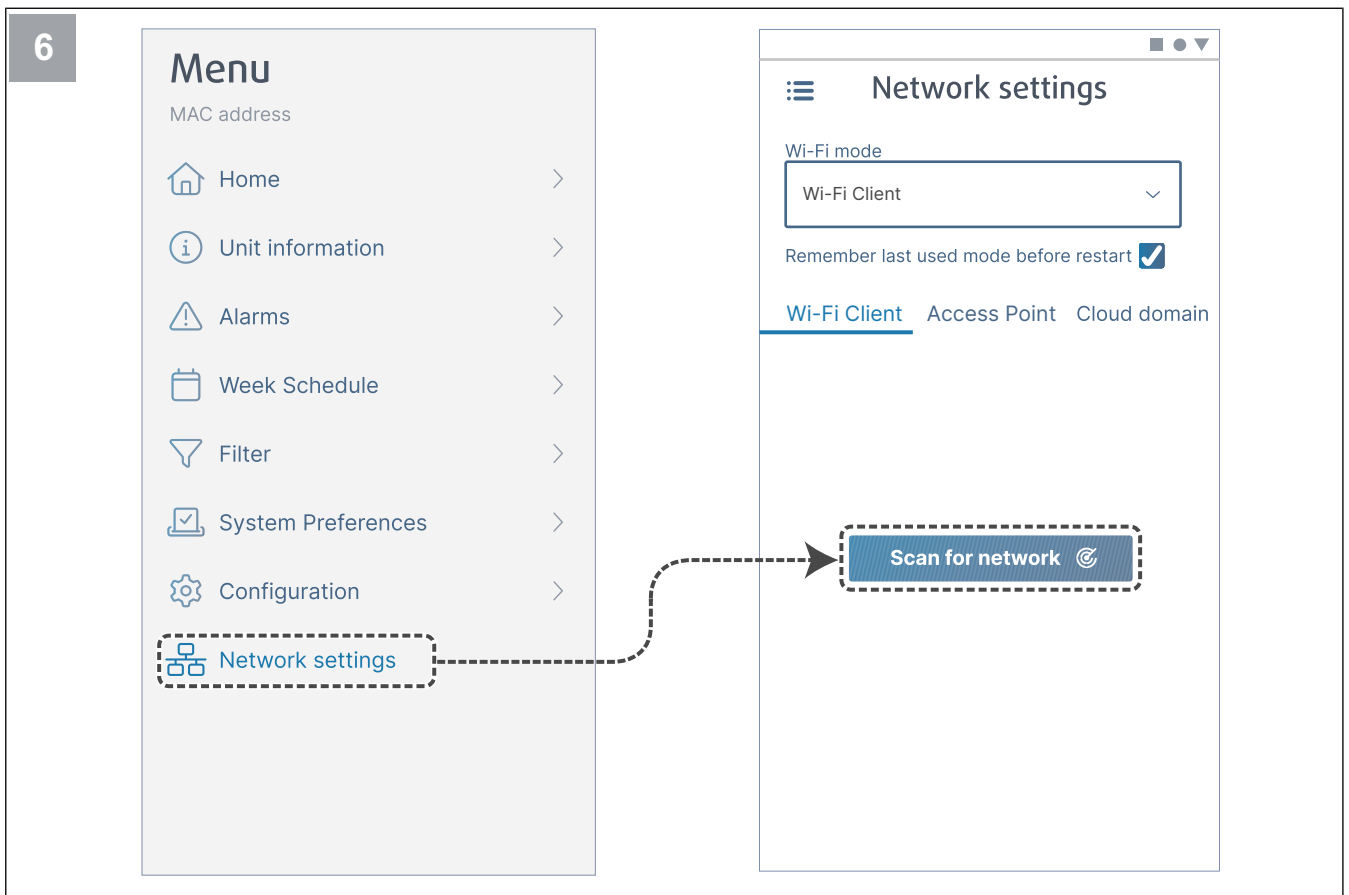 6
Menu
MAC address
Home
Unit information
Alarms
Week Schedule
Filter
System Preferences
Configuration
Network settings
Network settings
Wi-Fi mode
Wi-Fi Client
Remember last used mode before restart
Wi-Fi Client Access Point Cloud domain
Scan for network